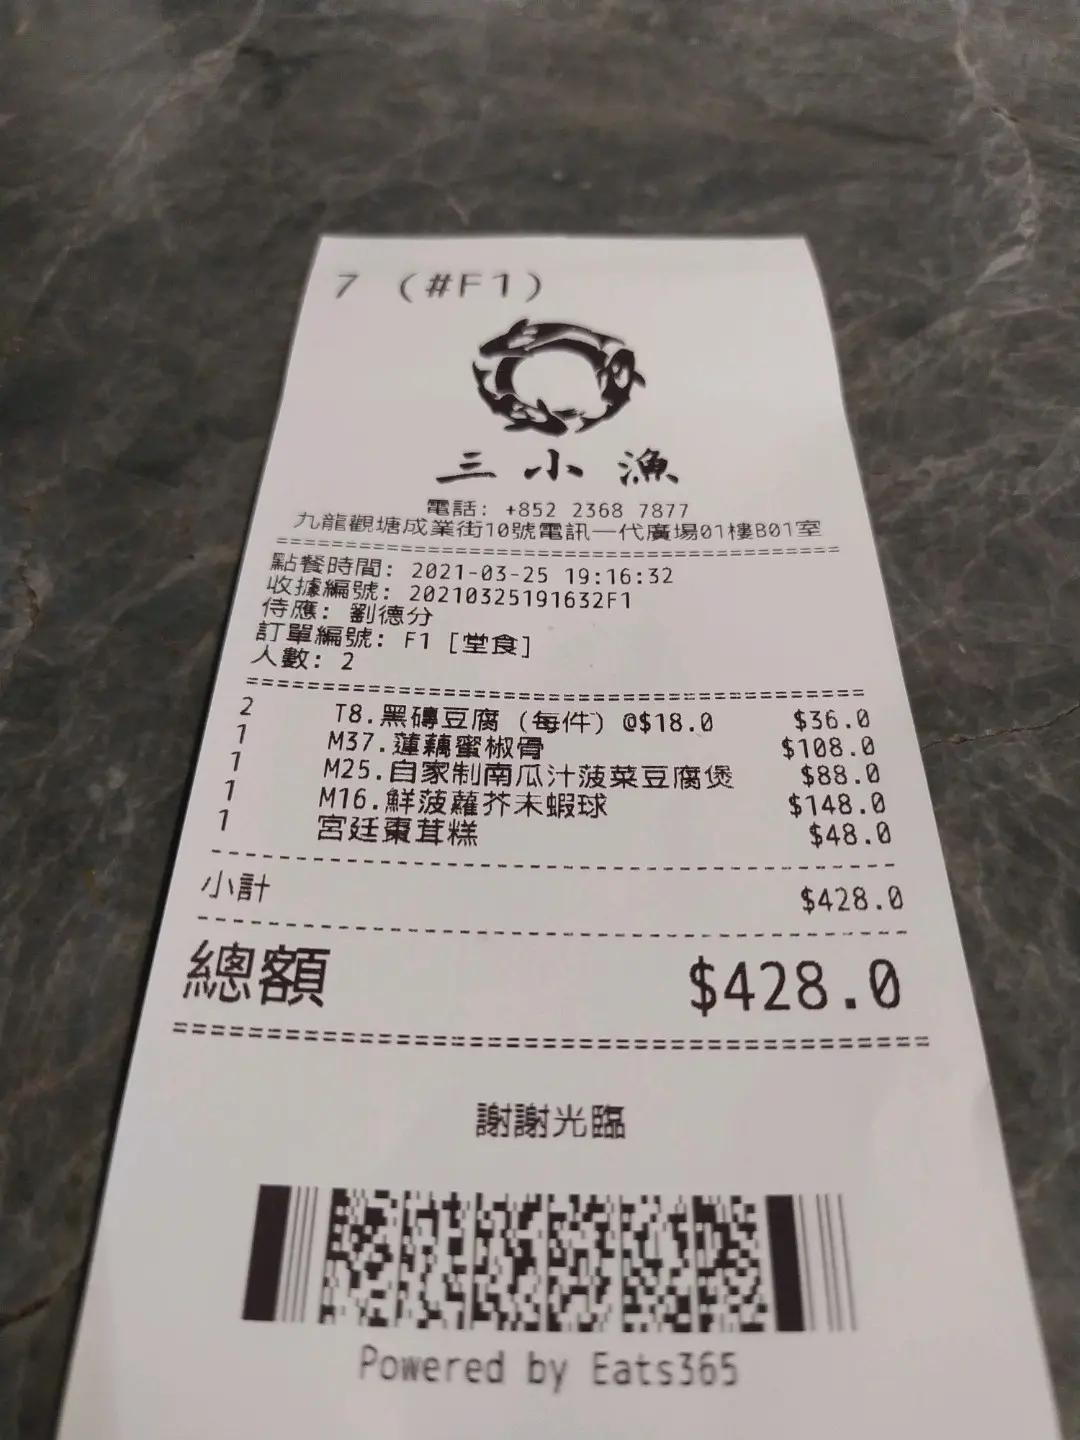 7 (#F1)
三小漁
電話: +852 2368 7877
九龍觀塘成業街10號電訊一代廣場01樓B01室
點餐時間: 2021-03-25 19:16:32
收據編號: 20210325191632F1
侍應: 劉德分
訂單編號: F1 [堂食]
人數: 2
2 T8.黑磚豆腐 (每件) @$18.0 $36.0
1 M37.蓮藕蜜椒骨 $108.0
1 M25.自家制南瓜汁菠菜豆腐煲 $88.0
1 M16.鮮菠蘿芥末蝦球 $148.0
1 宮廷棗茸糕 $48.0
小計 $428.0
總額 $428.0
謝謝光臨
Powered by Eats365